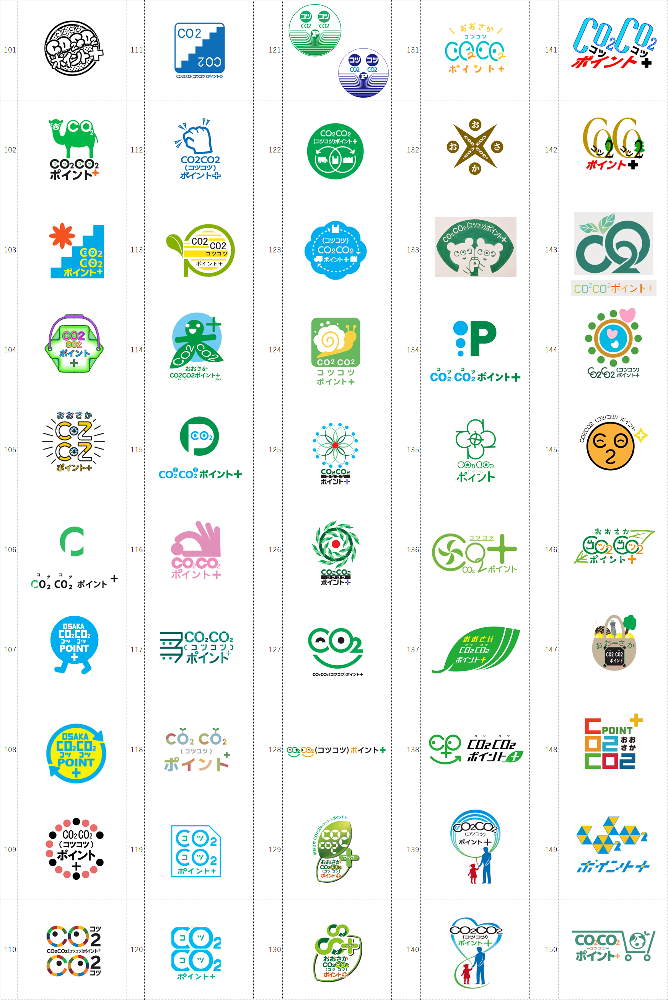 101
コツコツ
CO2CO2
ポイント+
102
CO2
CO2CO2
コツコツ
ポイント+
103
CO2
コツ
CO2
コツ
ポイント+
104
CO2
CO2
ポイント
+
105
おおさか
CO2
CO2
ポイント+
106
C
コツ コツ
CO2 CO2 ポイント+
107
OSAKA
CO2CO2
コツ コツ
POINT
+
108
OSAKA
CO2CO2
コツ コツ
POINT
+
109
CO2CO2
(コツコツ)
ポイント
+
110
コツ
CO2
CO2CO2[コツコツ]ポイント+
CO2
コツ
111
CO2
CO2
CO2CO2(コツコツ)ポイント+
112
CO2CO2
(コツコツ)
ポイント+
113
CO2
CO2
コツコツ
ポイント+
114
+
CO2 CO2
おおさか
CO2CO2ポイント+
コツコツ プラス
115
P
CO2
CO2CO2ポイント+
116
CO2CO2
ポイント+
117
CO2CO2
(コツコツ)
ポイント+
118
CO2 CO2
(コツコツ)
ポイント+
119
コツ2
コツ2
ポイント+
120
コツ2
コツ2
ポイント+
121
コツ コツ
CO2 CO2
P
コツ コツ
CO2 CO2
P
122
CO2CO2
(コツコツ)ポイント+
123
(コツコツ)
CO2CO2
ポイント+
124
CO2 CO2
コツコツ
ポイント+
125
CO2CO2
コツコツ
ポイント+
126
CO2CO2
コツコツ
ポイント+
127
CO2
CO2CO2(コツコツ)ポイント+
128
CO2CO2(コツコツ)ポイント+
129
おおさかCO2CO2(コツコツ)ポイント+
プラス
おおさか
CO2CO2
(コツ コツ)
ポイント+
130
プラス
おおさか
CO2CO2
(コツ コツ)
ポイント+
131
おおさか
コツコツ
CO2CO2
ポイント+
132
お
お さ
か
CO2 CO2
CO2+ CO2+
133
CO2CO2(コツコツ)ポイント+
CO2 CO2
P
134
P
コツ コツ
CO2 CO2 ポイント+
135
CO2CO2
(コツコツ)
ポイント
136
コツコツ
CO2+
CO2 ポイント
137
おおさか
コツ コツ
CO2CO2
ポイント+
138
CP
コツ コツ
CO2CO2
ポイント+
139
CO2CO2
(コツコツ)
ポイント+
140
CO2CO2
(コツコツ)
ポイント+
141
CO2CO2
コツ コツ
ポイント+
142
CO2CO2
コツ コツ
ポイント+
143
CO2
CO2CO2ポイント+
144
CO2CO2 (コツコツ)
ポイント+
145
CO2CO2(コツコツ)ポイント
+
CO2
146
おおさか
コツ2コツ2
ポイント+
147
おおさか
CO2 CO2
ポイント+
148
C POINT+
O2 おお
さか
CO2
149
2
2
ポイント+
150
CO2CO2
-コツコツ-
ポイント+